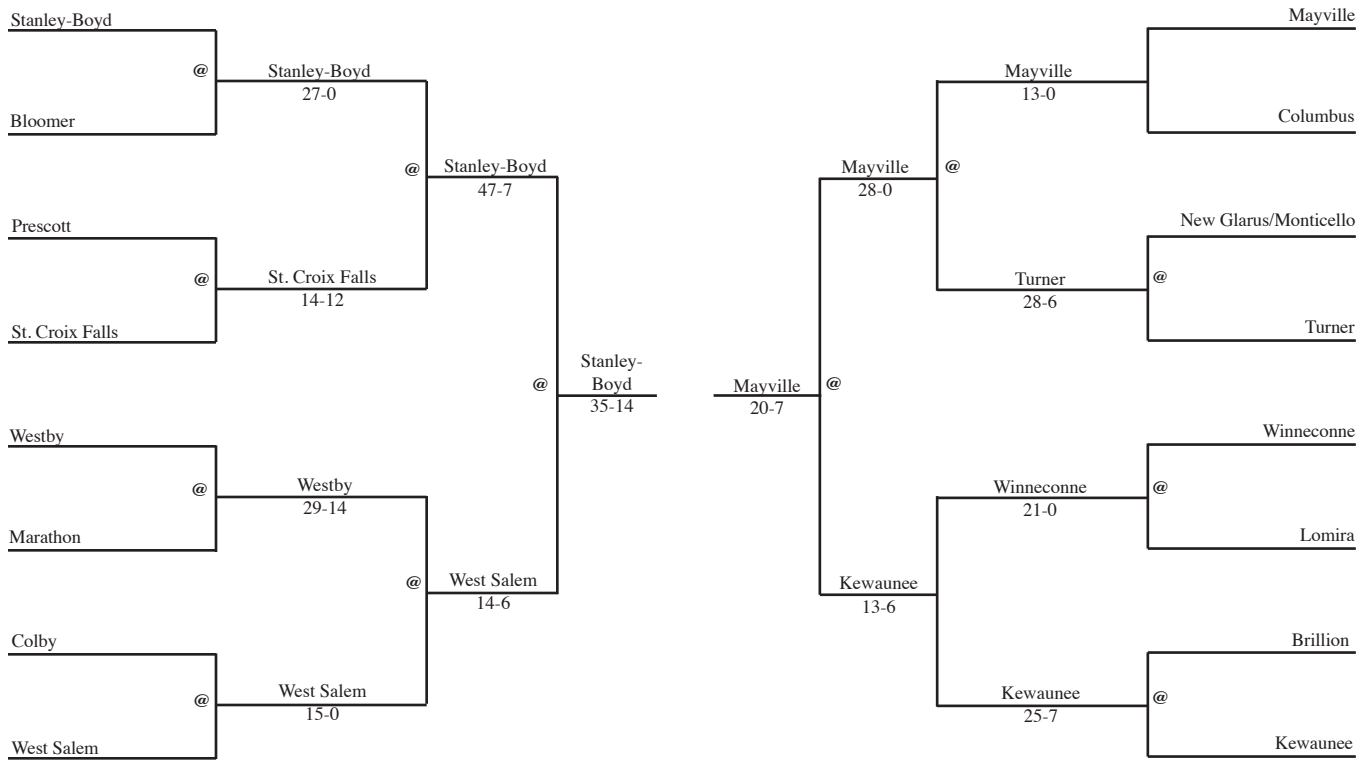 Stanley-Boyd
@
Bloomer
Stanley-Boyd
27-0
Prescott
@
St. Croix Falls
St. Croix Falls
14-12
@
Stanley-Boyd
47-7
Westby
@
Marathon
Westby
29-14
Colby
@
West Salem
West Salem
15-0
@
West Salem
14-6
@
Stanley-
Boyd
35-14
Mayville
20-7
@
Mayville
28-0
@
Mayville
13-0
Mayville
Columbus
Turner
28-6
New Glarus/Monticello
@
Turner
Kewaunee
13-6
Winneconne
21-0
Winneconne
@
Lomira
Kewaunee
25-7
Brillion
@
Kewaunee